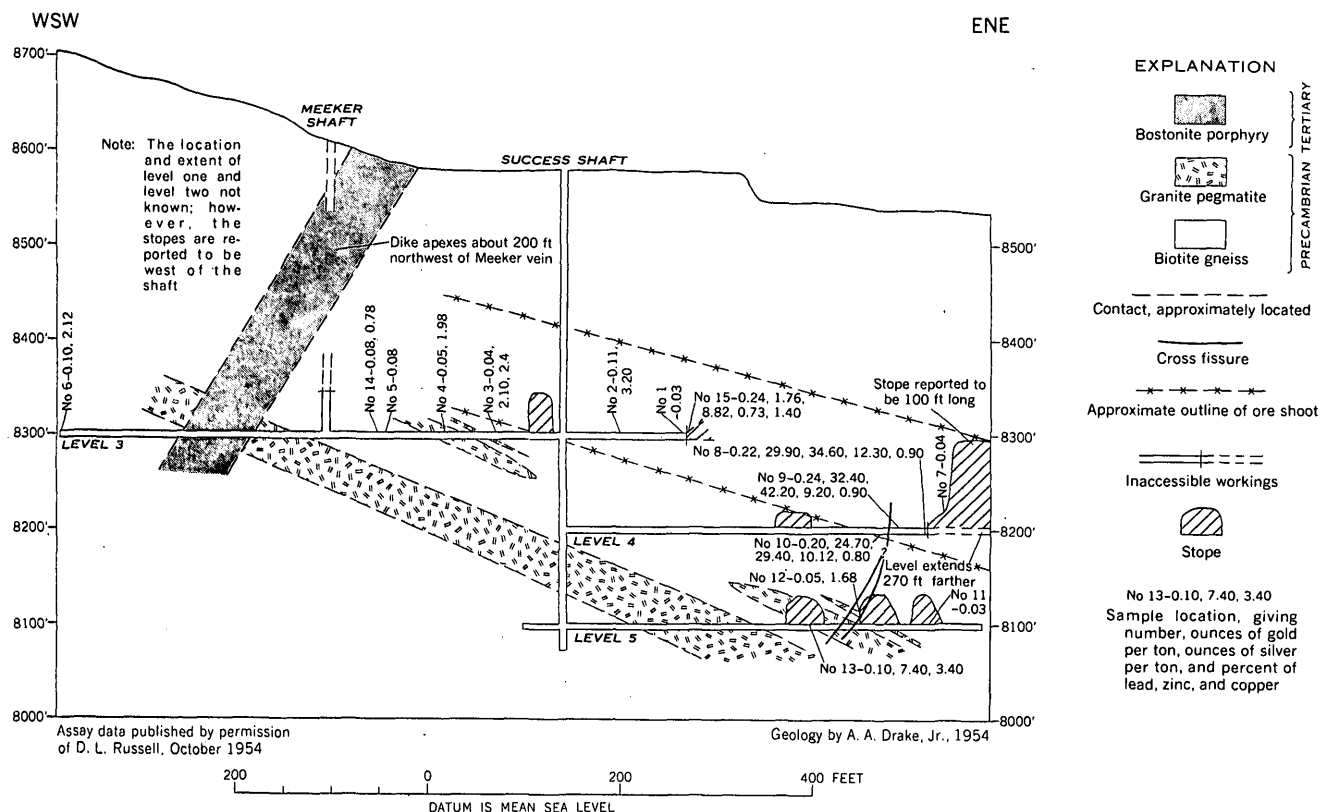 WSW
ENE
8700'
8600'
8500'
8400'
8300'
8200'
8100'
8000'
8500'
8400'
8300'
8200'
8100'
8000'
MEEKER
SHAFT
SUCCESS SHAFT
Note: The location
and extent of
level one and
level two not
known; how-
ever, the
stopes are re-
ported to be
west of the
shaft
Dike apexes about 200 ft
northwest of Meeker vein
No 6-0.10, 2.12
No 14-0.08, 0.78
No 5-0.08
No 4-0.05, 1.98
No 3-0.04,
2.10, 2.4
No 2-0.11,
3.20
No 1
-0.03
No 15-0.24, 1.76,
8.82, 0.73, 1.40
Stope reported to
be 100 ft long
LEVEL 3
No 8-0.22, 29.90, 34.60, 12.30, 0.90
No 7-0.04
No 9-0.24, 32.40,
42.20, 9.20, 0.90
LEVEL 4
No 10-0.20, 24.70,
29.40, 10.12, 0.80
?
Level extends
270 ft farther
No 12-0.05, 1.68
No 11
-0.03
LEVEL 5
No 13-0.10, 7.40, 3.40
Assay data published by permission
of D. L. Russell, October 1954
Geology by A. A. Drake, Jr., 1954
200 0 200 400 FEET
DATUM IS MEAN SEA LEVEL
EXPLANATION
Bostonite porphyry
TERTIARY
Granite pegmatite
Biotite gneiss
PRECAMBRIAN
Contact, approximately located
Cross fissure
Approximate outline of ore shoot
Inaccessible workings
Stope
No 13-0.10, 7.40, 3.40
Sample location, giving
number, ounces of gold
per ton, ounces of silver
per ton, and percent of
lead, zinc, and copper